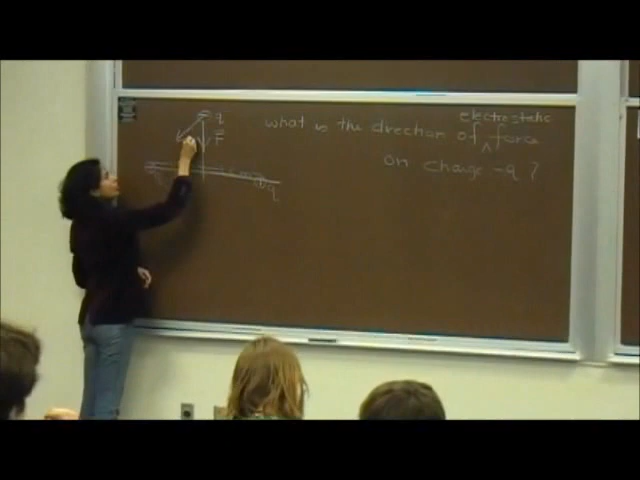 q
F
what is the direction of electrostatic force
on charge -q ?
q